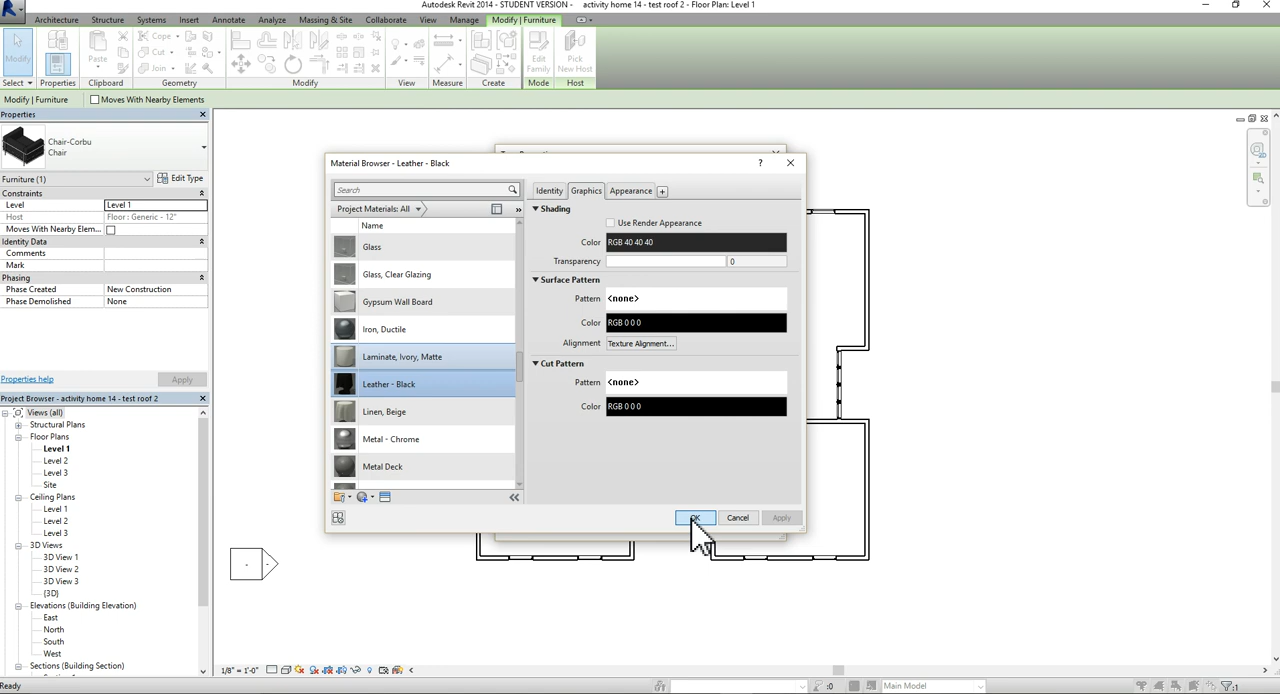 Autodesk Revit 2014 - STUDENT VERSION - activity home 14 - test roof 2 - Floor Plan: Level 1
Architecture Structure Systems Insert Annotate Analyze Massing & Site Collaborate View Manage Modify | Furniture
Modify Paste Cope Cut Join Edit Family Pick New Host
Select Properties Clipboard Geometry Modify View Measure Create Mode Host
Modify | Furniture Moves With Nearby Elements
Properties
Chair-Corbu
Chair
Furniture (1) Edit Type
Constraints
Level Level 1
Host Floor : Generic - 12"
Moves With Nearby Elem...
Identity Data
Comments
Mark
Phasing
Phase Created New Construction
Phase Demolished None
Properties help Apply
Project Browser - activity home 14 - test roof 2
Views (all)
Structural Plans
Floor Plans
Level 1
Level 2
Level 3
Site
Ceiling Plans
Level 1
Level 2
Level 3
3D Views
3D View 1
3D View 2
3D View 3
{3D}
Elevations (Building Elevation)
East
North
South
West
Sections (Building Section)
Material Browser - Leather - Black ?
Search
Project Materials: All
Name
Glass
Glass, Clear Glazing
Gypsum Wall Board
Iron, Ductile
Laminate, Ivory, Matte
Leather - Black
Linen, Beige
Metal - Chrome
Metal Deck
Identity Graphics Appearance
Shading
Use Render Appearance
Color RGB 40 40 40
Transparency 0
Surface Pattern
Pattern <none>
Color RGB 0 0 0
Alignment Texture Alignment...
Cut Pattern
Pattern <none>
Color RGB 0 0 0
OK Cancel Apply
1/8" = 1'-0"
Ready :0 Main Model :1